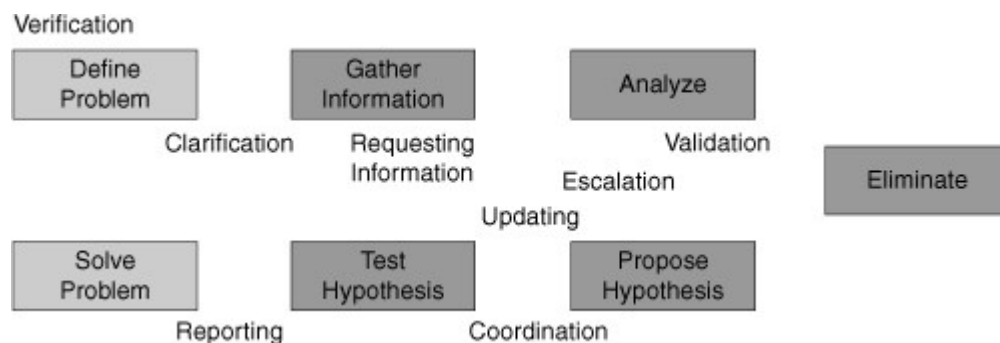 Verification
Define
Problem
Gather
Information
Analyze
Clarification
Requesting
Information
Validation
Escalation
Eliminate
Updating
Solve
Problem
Test
Hypothesis
Propose
Hypothesis
Reporting
Coordination